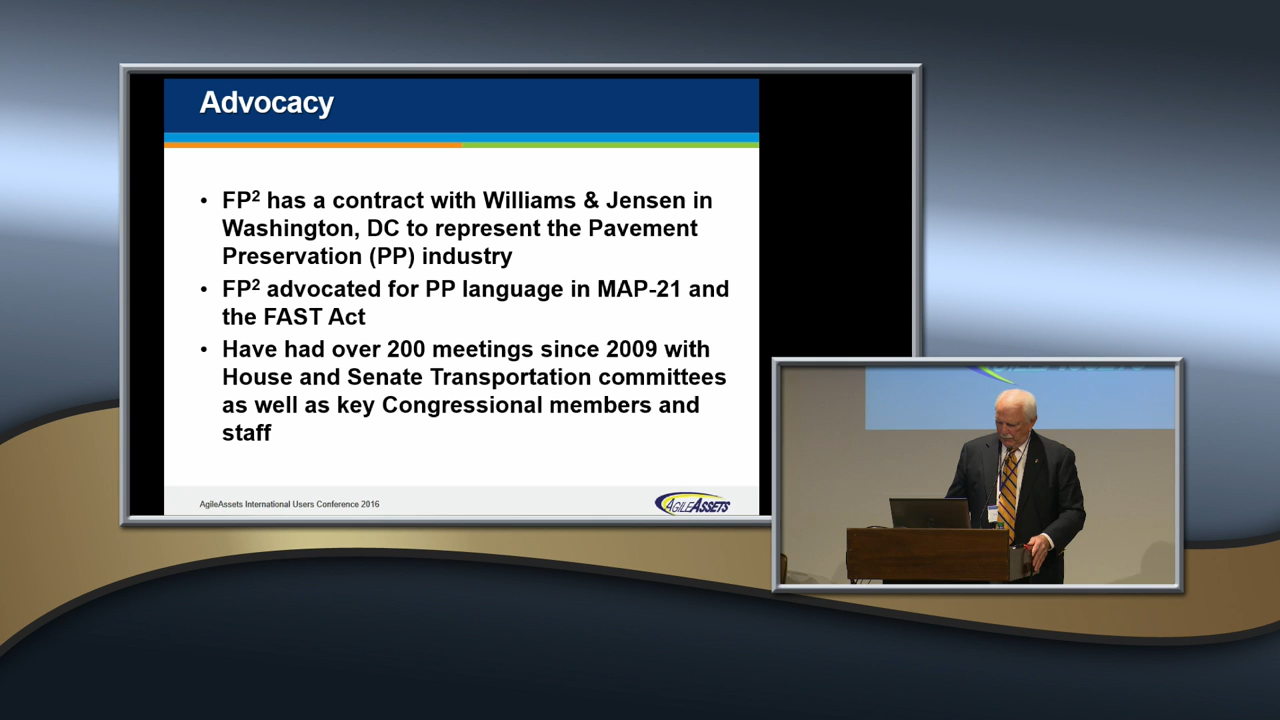 Advocacy
• FP² has a contract with Williams & Jensen in
Washington, DC to represent the Pavement
Preservation (PP) industry
• FP² advocated for PP language in MAP-21 and
the FAST Act
• Have had over 200 meetings since 2009 with
House and Senate Transportation committees
as well as key Congressional members and
staff
AgileAssets International Users Conference 2016
AGILEASSETS